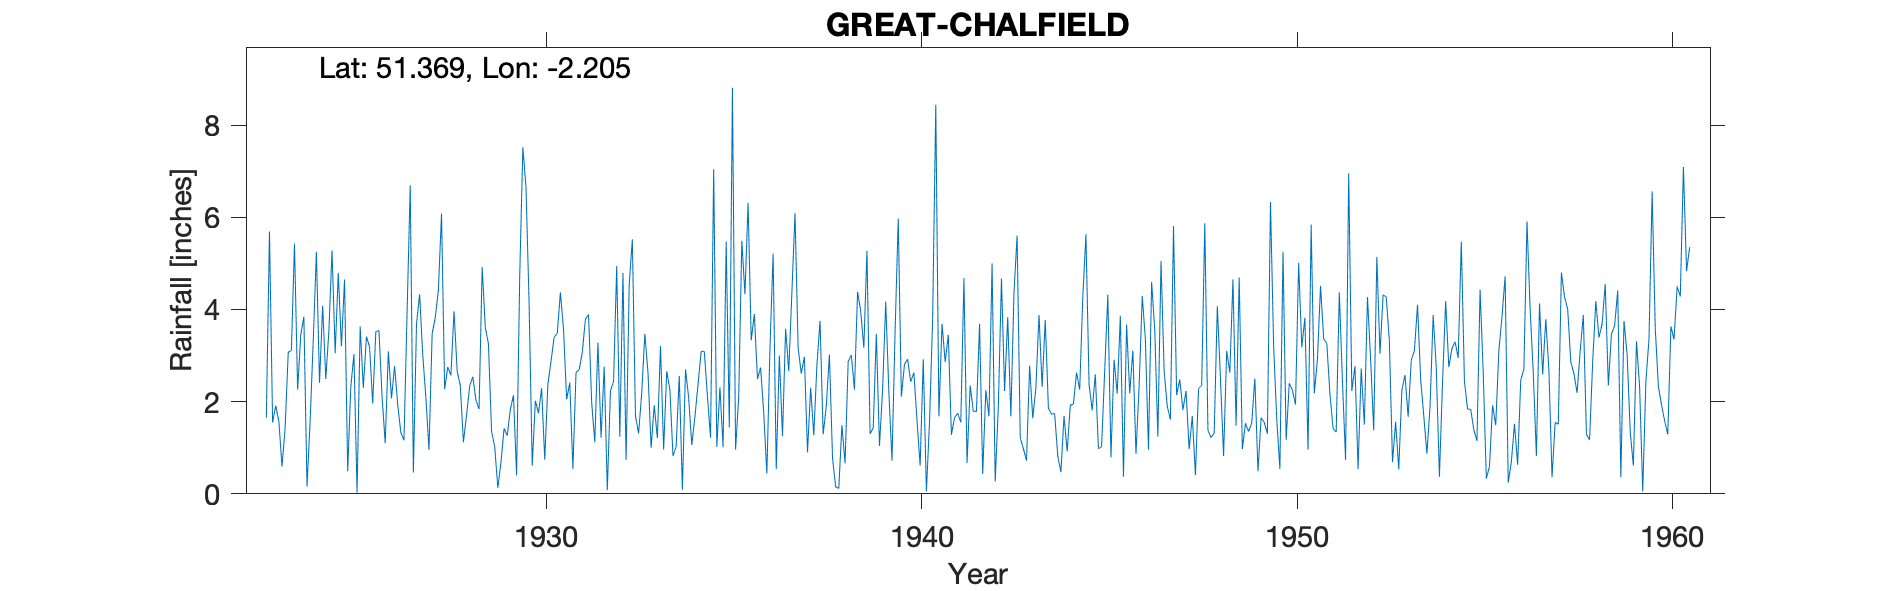 GREAT-CHALFIELD
Lat: 51.369, Lon: -2.205
Rainfall [inches]
8
6
4
2
0
1930 1940 1950 1960
Year